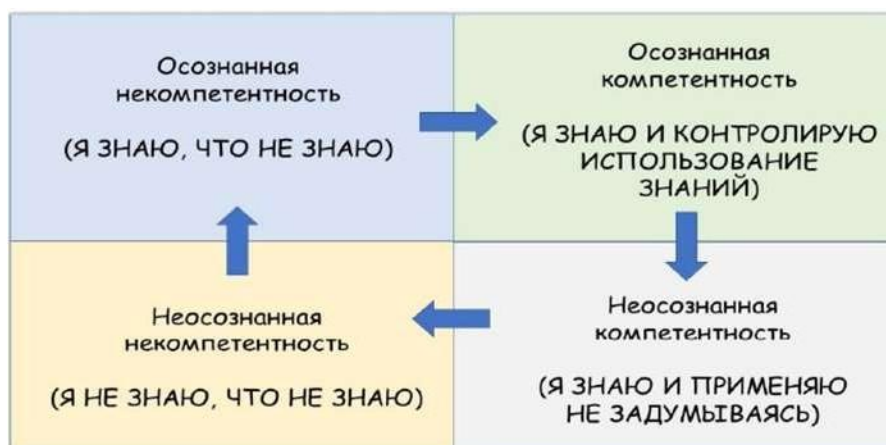 Осознанная
некомпетентность
(Я ЗНАЮ, ЧТО НЕ ЗНАЮ)
Осознанная
компетентность
(Я ЗНАЮ И КОНТРОЛИРУЮ
ИСПОЛЬЗОВАНИЕ
ЗНАНИЙ)
Неосознанная
некомпетентность
(Я НЕ ЗНАЮ, ЧТО НЕ ЗНАЮ)
Неосознанная
компетентность
(Я ЗНАЮ И ПРИМЕНЯЮ
НЕ ЗАДУМЫВАЯСЬ)